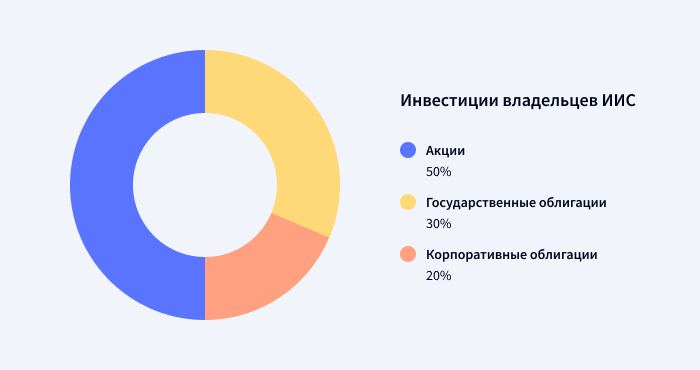 Инвестиции владельцев ИИС
Акции
50%
Государственные облигации
30%
Корпоративные облигации
20%